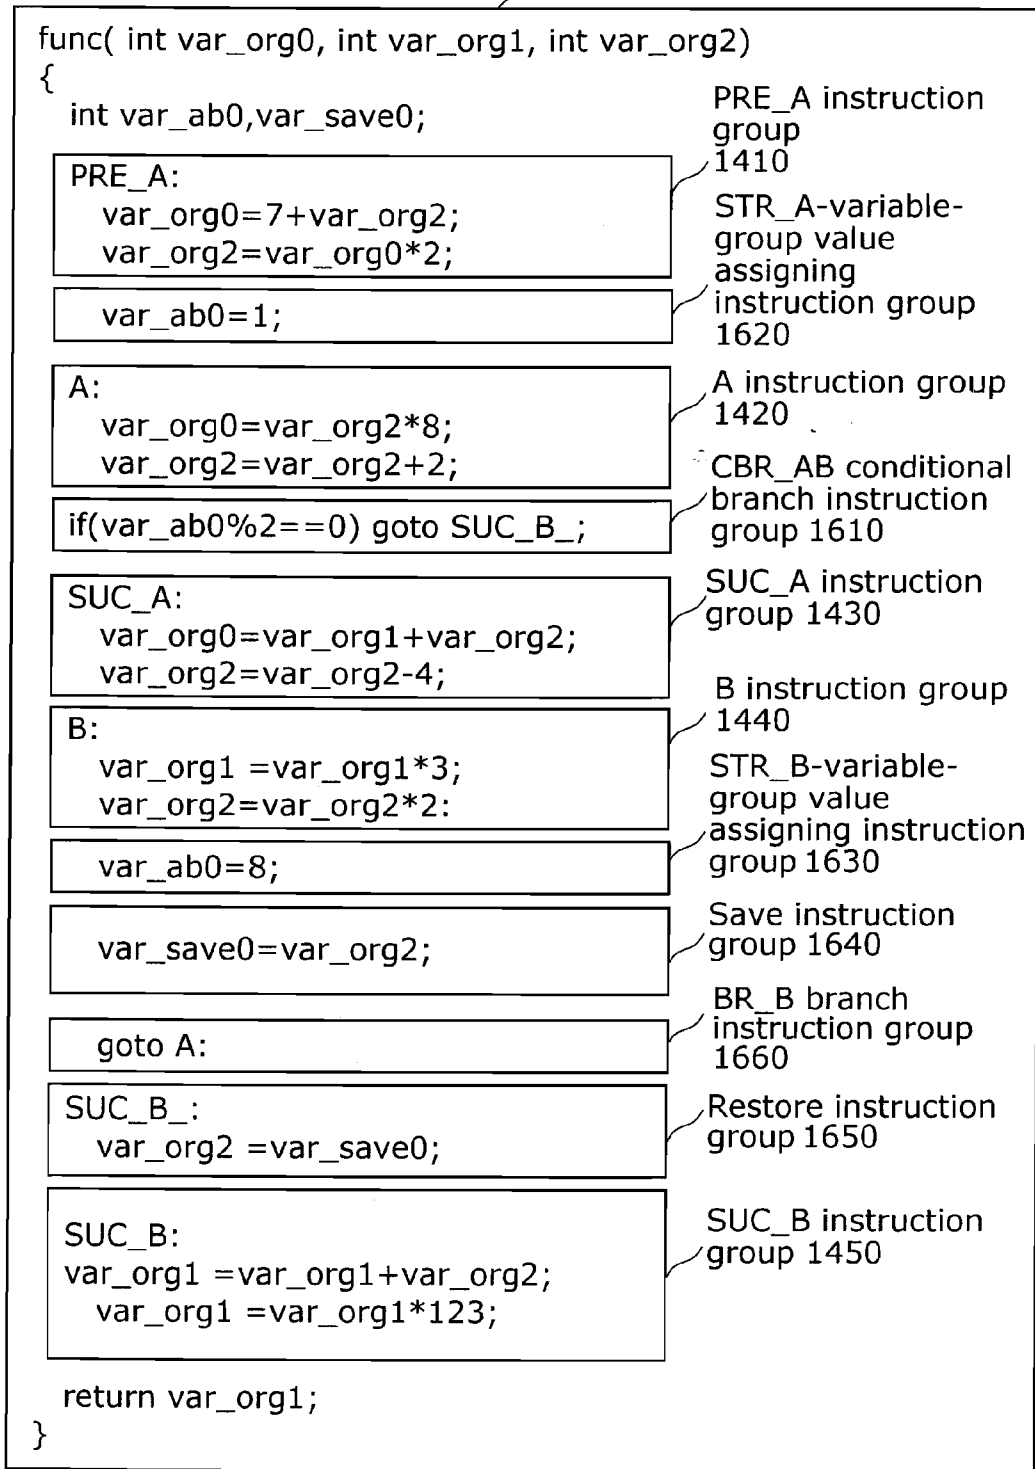 func( int var_org0, int var_org1, int var_org2)
{
int var_ab0,var_save0;
PRE_A instruction
group
1410
PRE_A:
var_org0=7+var_org2;
var_org2=var_org0*2;
STR_A-variable-
group value
assigning
instruction group
1620
var_ab0=1;
A:
var_org0=var_org2*8;
var_org2=var_org2+2;
A instruction group
1420
if(var_ab0%2==0) goto SUC_B_;
CBR_AB conditional
branch instruction
group 1610
SUC_A:
var_org0=var_org1+var_org2;
var_org2=var_org2-4;
SUC_A instruction
group 1430
B:
var_org1 =var_org1*3;
var_org2=var_org2*2:
B instruction group
1440
var_ab0=8;
STR_B-variable-
group value
assigning instruction
group 1630
var_save0=var_org2;
Save instruction
group 1640
goto A:
BR_B branch
instruction group
1660
SUC_B_:
var_org2 =var_save0;
Restore instruction
group 1650
SUC_B:
var_org1 =var_org1+var_org2;
var_org1 =var_org1*123;
SUC_B instruction
group 1450
return var_org1;
}